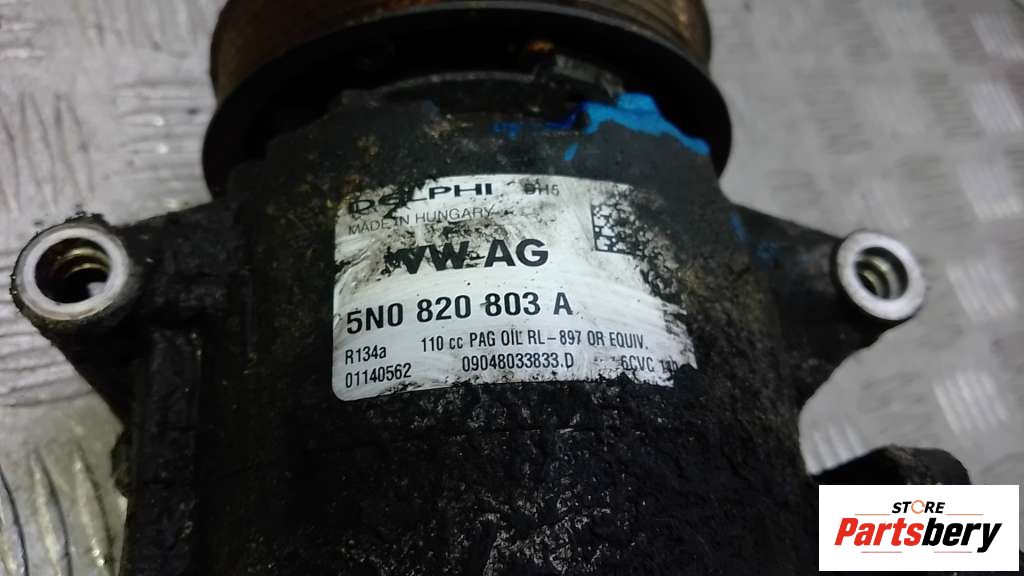 DELPHI
MADE IN HUNGARY
VW AG
5N0 820 803 A
R134a 110 cc PAG OIL RL-897 OR EQUIV.
01140562 09048033833.D 6CVC
STORE
Partsbery